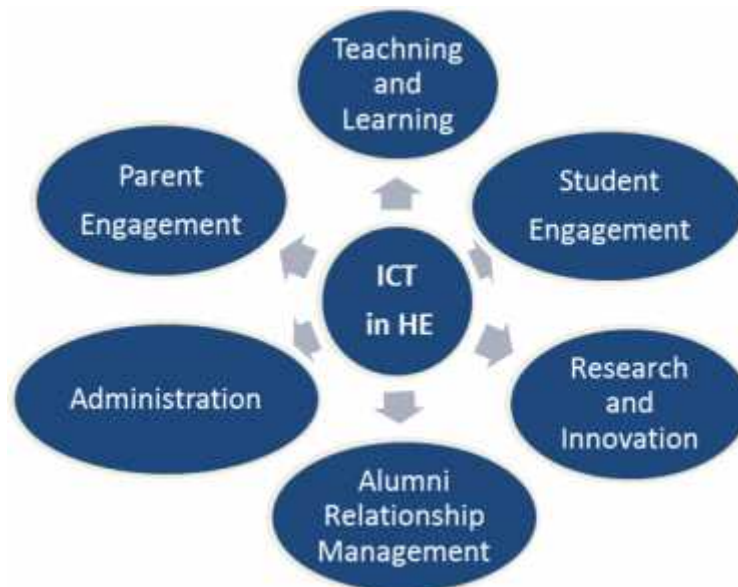 Teachning
and
Learning
Parent
Engagement
Student
Engagement
ICT
in HE
Administration
Research
and
Innovation
Alumni
Relationship
Management